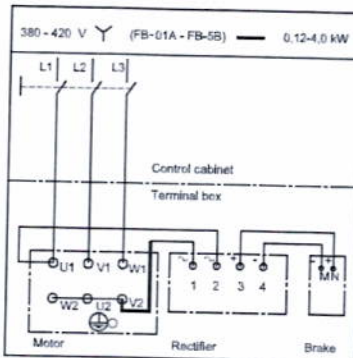 380 - 420 V (FB-01A - FB-5B) 0,12-4,0 kW
L1 L2 L3
Control cabinet
Terminal box
U1 V1 W1
~ ~ + -
- +
1 2 3 4
MN
W2 U2 V2
Motor Rectifier Brake